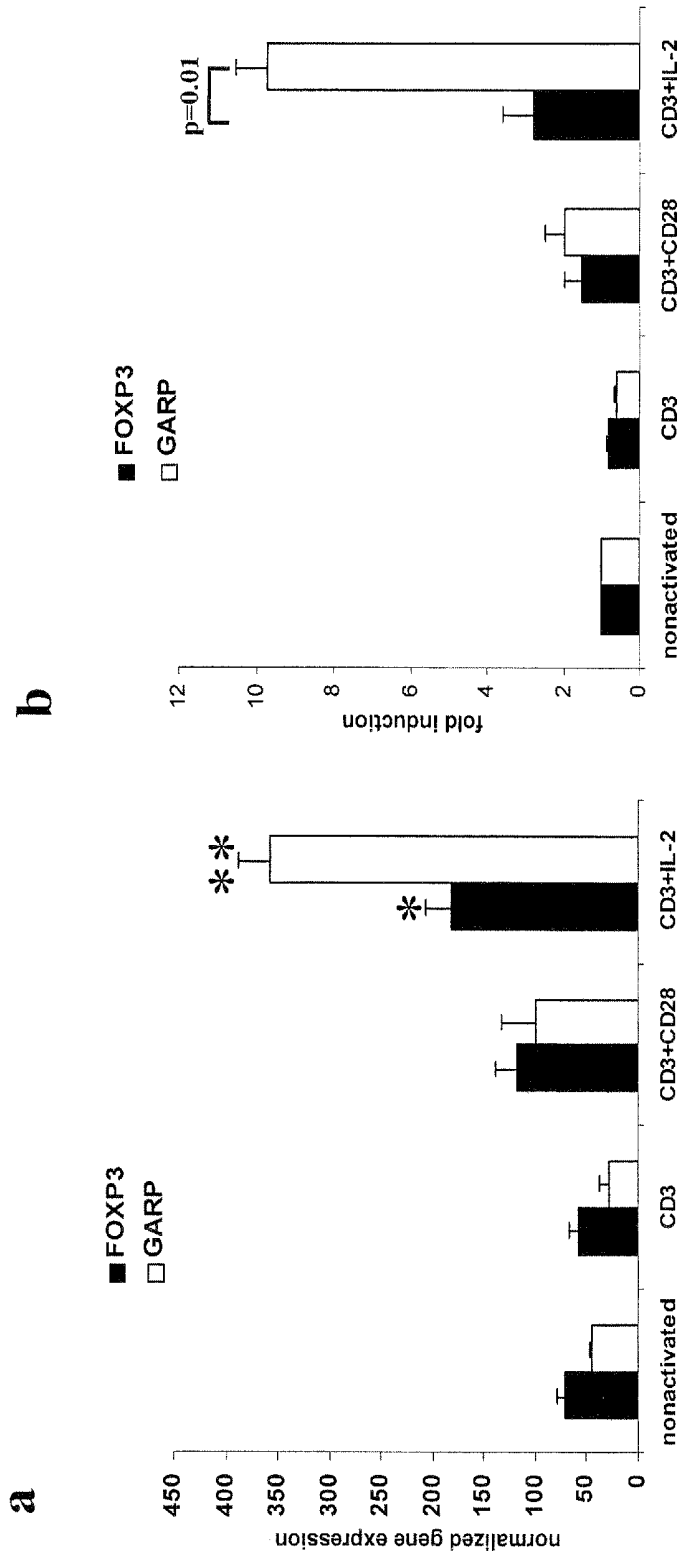 a
FOXP3
GARP
normalized gene expression
450
400
350
300
250
200
150
100
50
0
**
*
nonactivated
CD3
CD3+CD28
CD3+IL-2
b
FOXP3
GARP
fold induction
12
10
8
6
4
2
0
p=0.01
nonactivated
CD3
CD3+CD28
CD3+IL-2